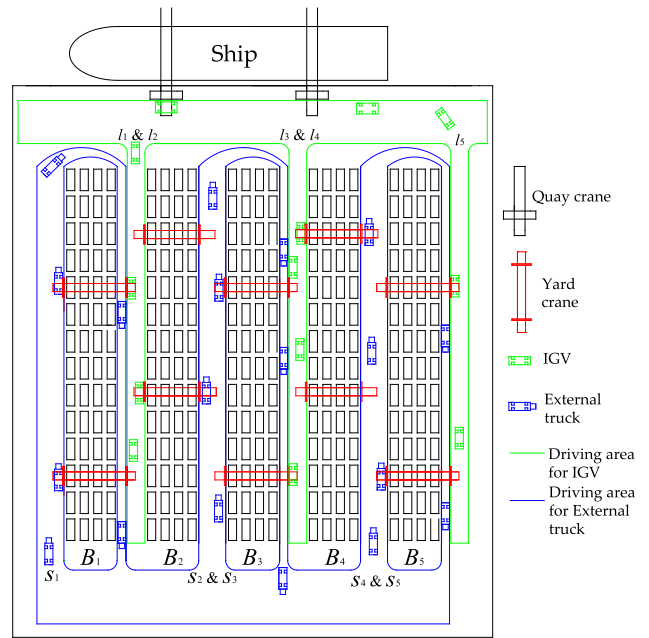 Ship
l₁ & l₂
l₃ & l₄
l₅
Quay crane
Yard
crane
IGV
External
truck
Driving area
for IGV
Driving area
for External
truck
B₁
B₂
B₃
B₄
B₅
S₁
S₂ & S₃
S₄ & S₅